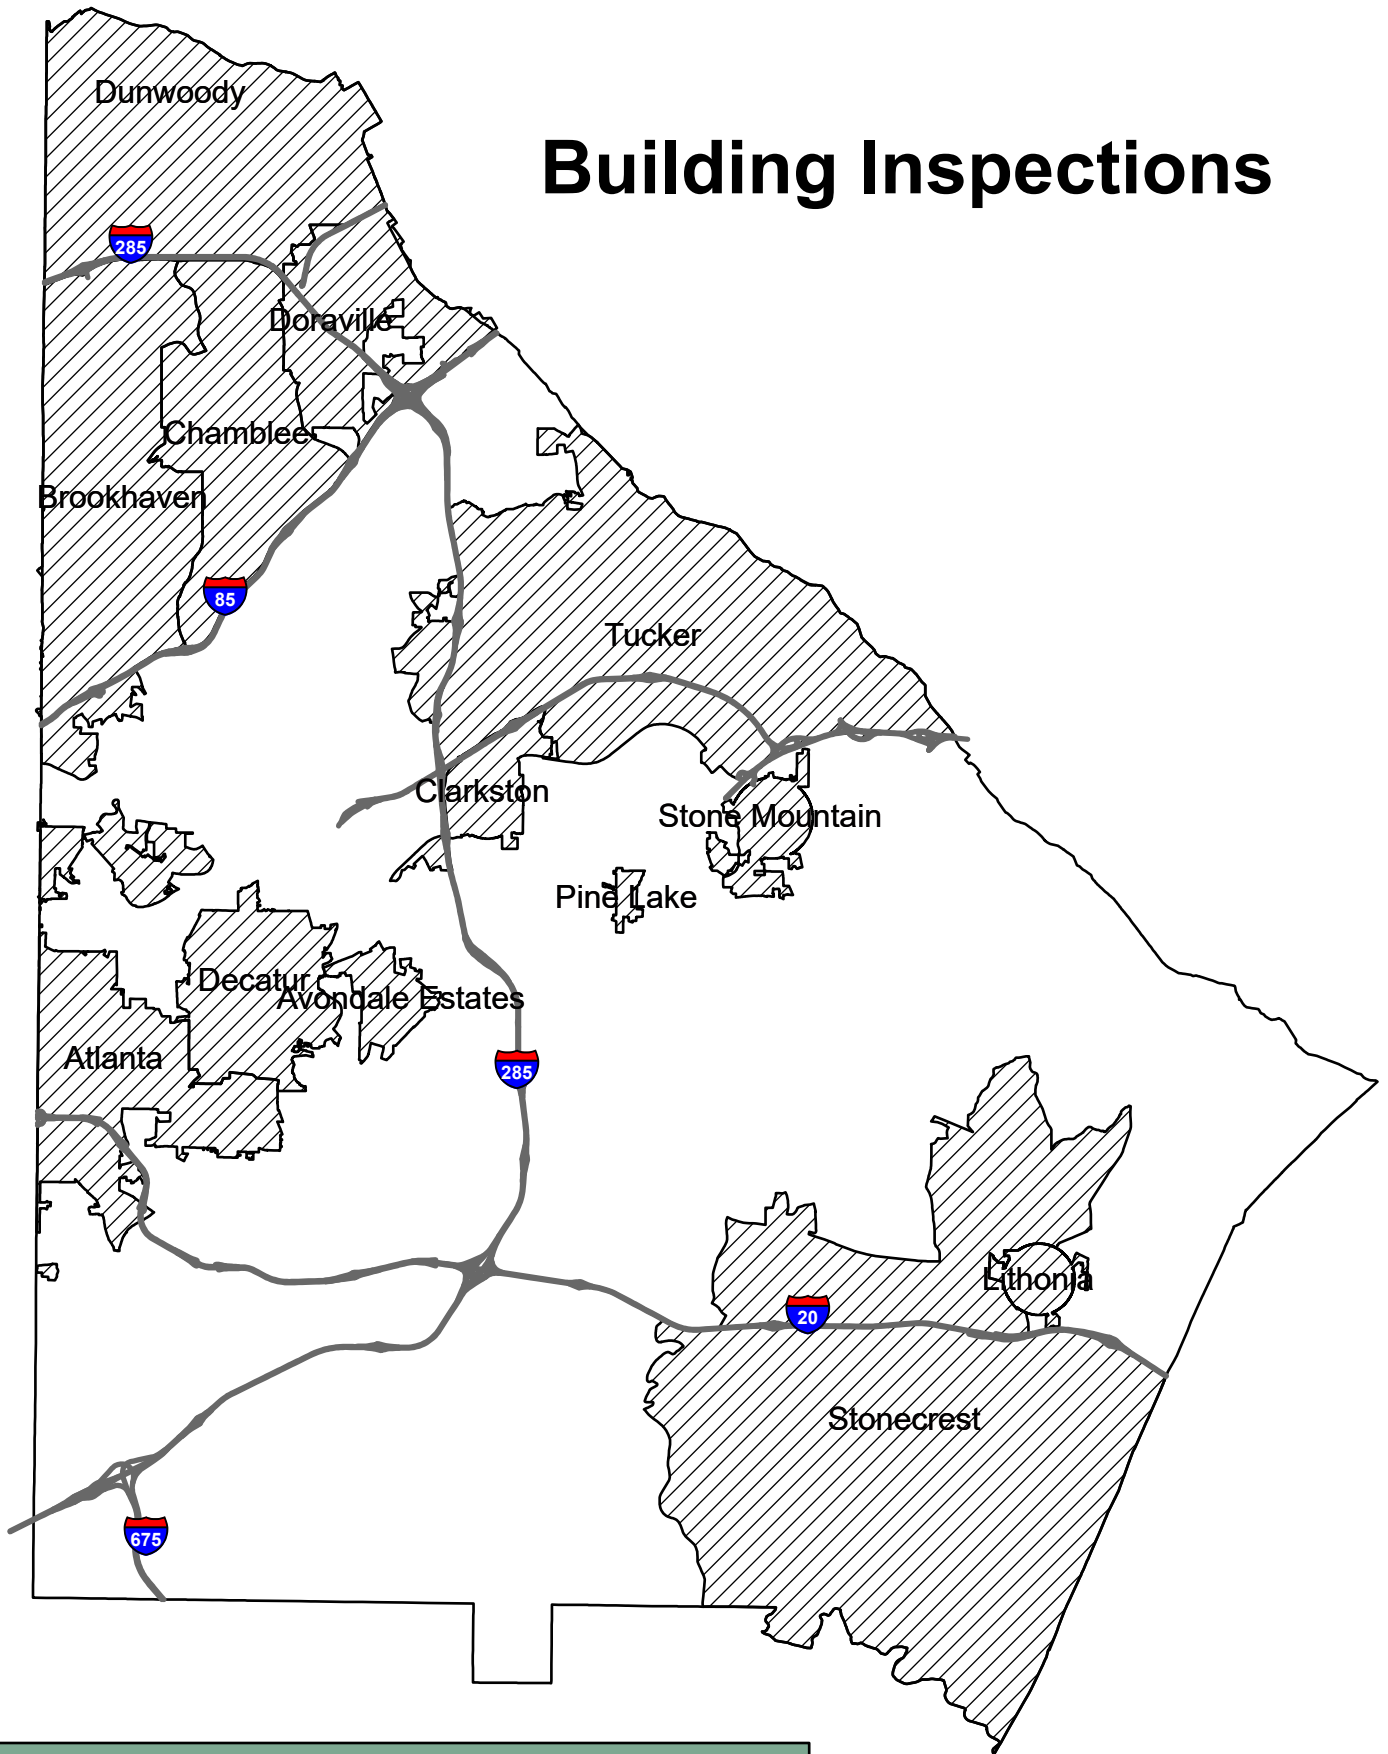 Dunwoody
Building Inspections
285
Doraville
Chamblee
Brookhaven
85
Tucker
Clarkston
Stone Mountain
Pine Lake
Decatur
Avondale Estates
Atlanta
285
Lithonia
20
Stonecrest
675